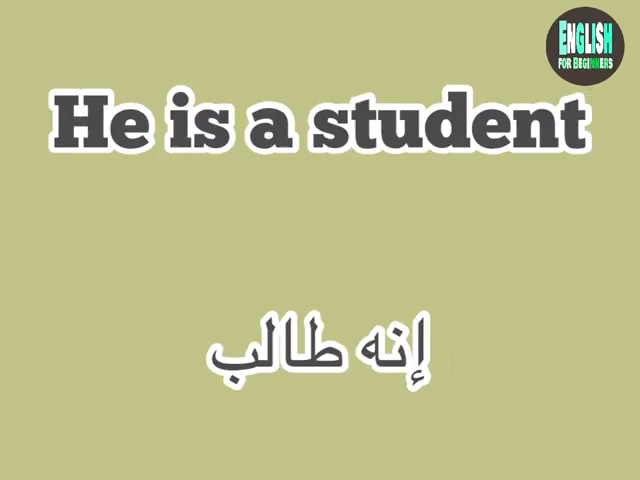 ENGLISH
FOR BEGINNERS
He is a student
إنه طالب